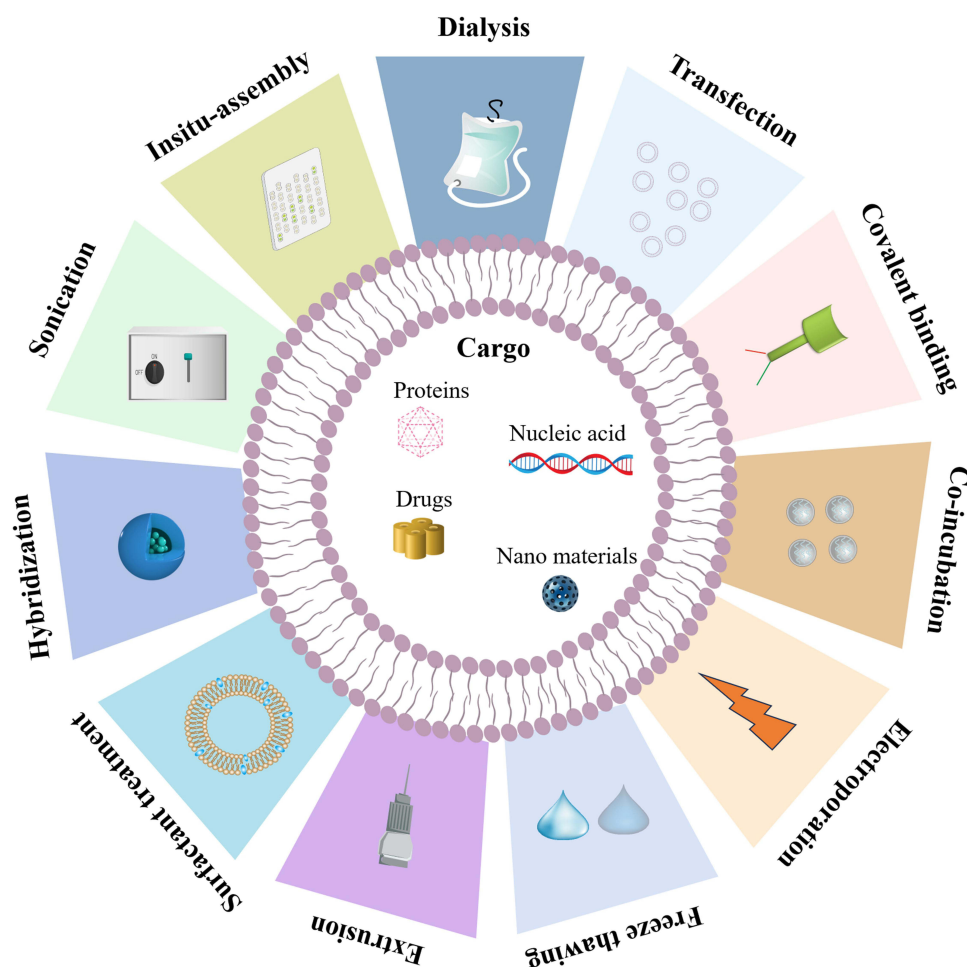 Dialysis
Transfection
Covalent binding
Co-incubation
Electroporation
Freeze thawing
Extrusion
Surfactant treatment
Hybridization
Sonication
Insitu-assembly
ON
OFF
Cargo
Proteins
Nucleic acid
Drugs
Nano materials